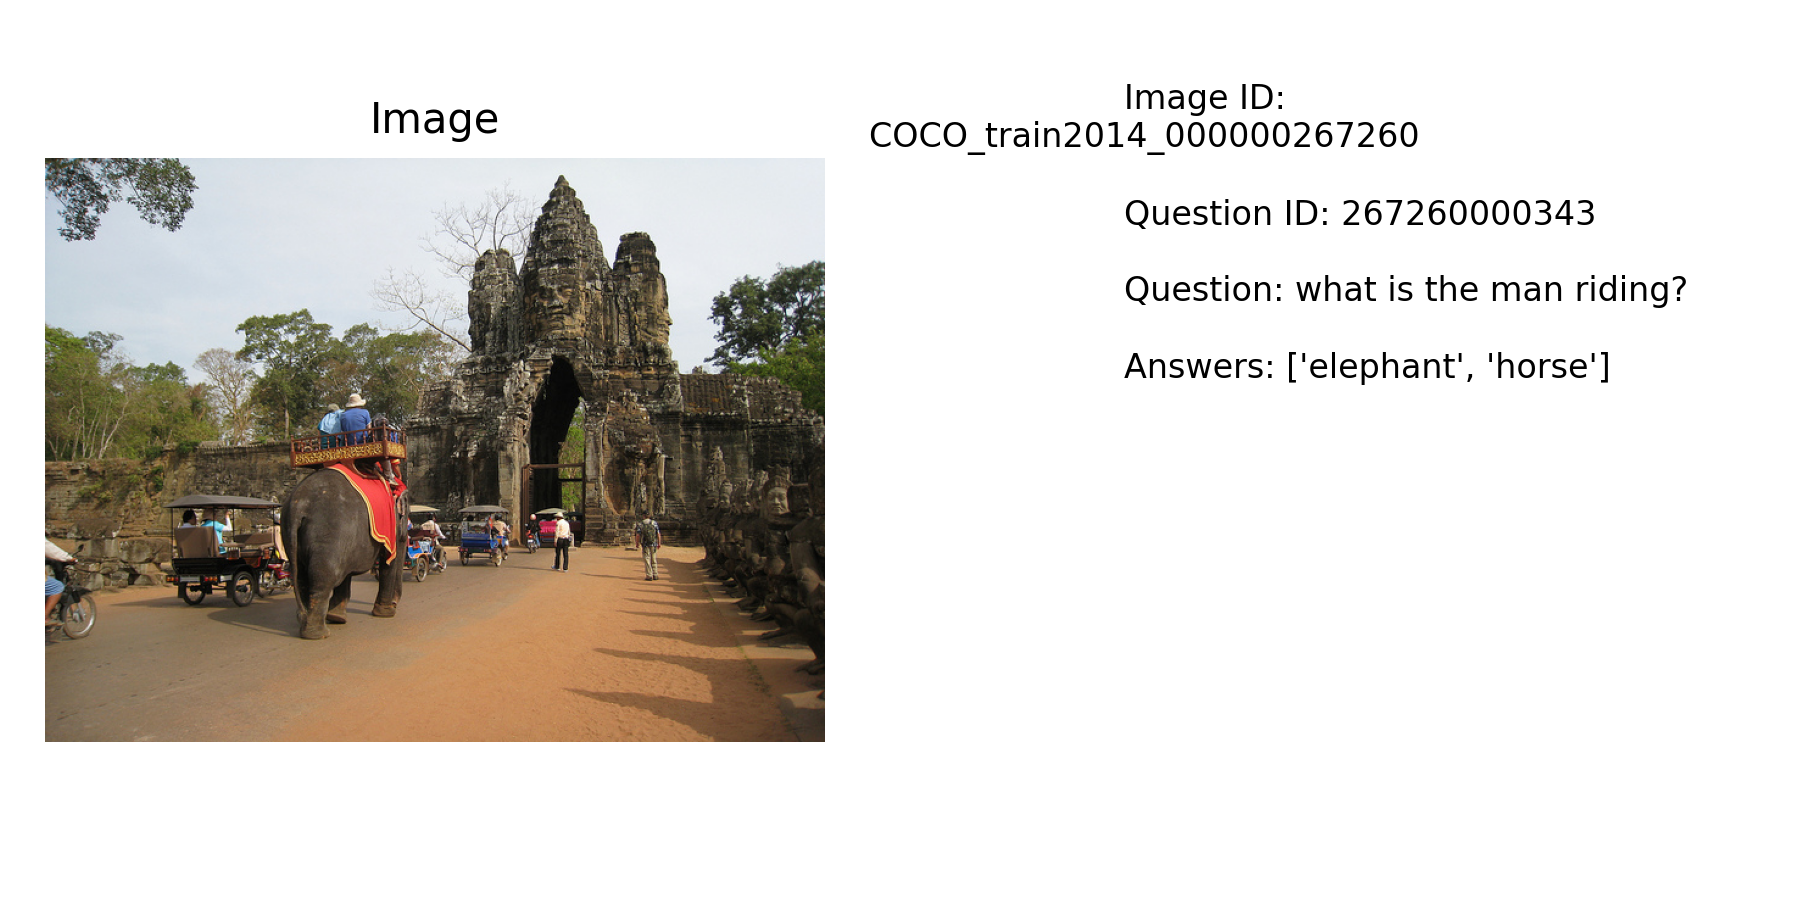 Image
Image ID:
COCO_train2014_000000267260
Question ID: 267260000343
Question: what is the man riding?
Answers: ['elephant', 'horse']